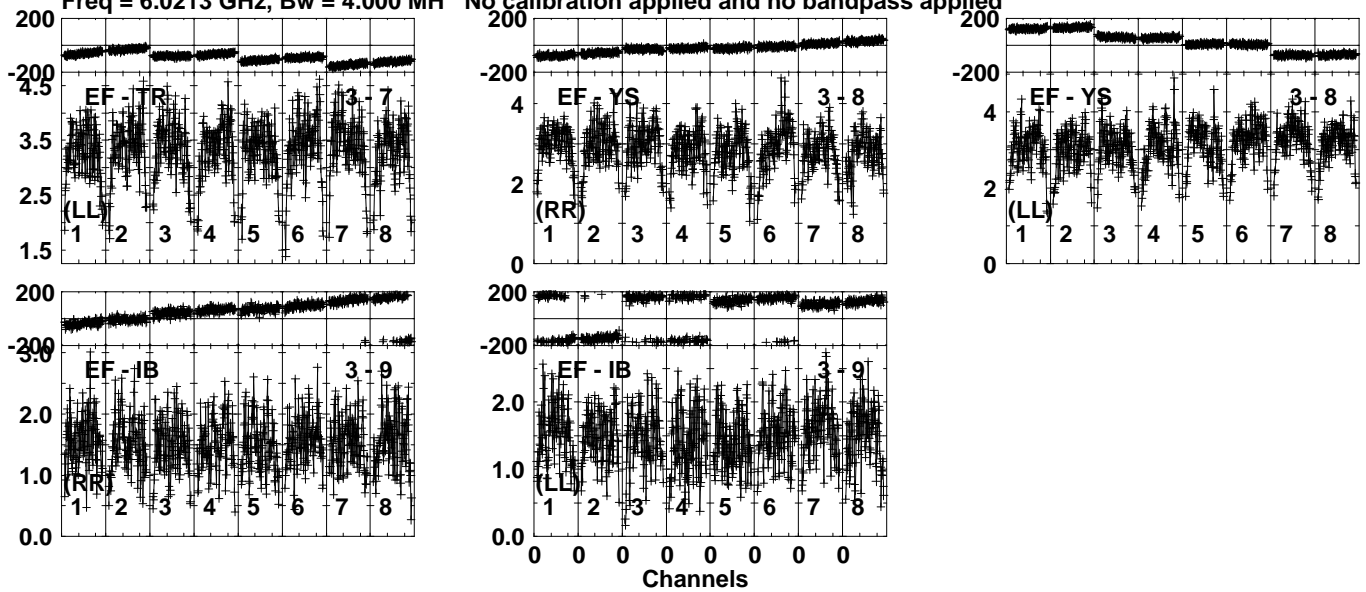 Freq = 6.0213 GHz, Bw = 4.000 MH No calibration applied and no bandpass applied
200 200 200
-200 -200 -200
EF - TR 3 - 7 EF - YS 3 - 8 EF - YS 3 - 8
4.5
4 4
3.5
2.5 2 2
(LL) (RR) (LL)
1 2 3 4 5 6 7 8 1 2 3 4 5 6 7 8 1 2 3 4 5 6 7 8
1.5 0 0
200 200
-200 -200
3.0
EF - IB 3 - 9 EF - IB 3 - 9
2.0 2.0
1.0 1.0
(RR) (LL)
1 2 3 4 5 6 7 8 1 2 3 4 5 6 7 8
0.0 0.0
0 0 0 0 0 0 0 0
Channels